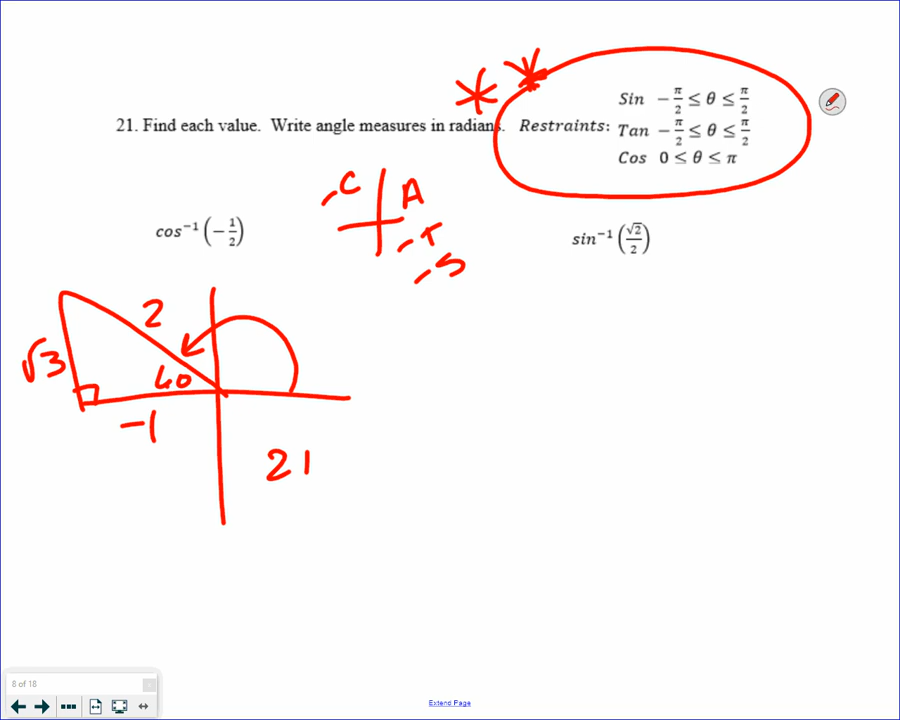 21. Find each value. Write angle measures in radians. Restraints:
Sin −π/2 ≤ θ ≤ π/2
Tan −π/2 ≤ θ ≤ π/2
Cos 0 ≤ θ ≤ π
-C A
-T
-S
cos⁻¹(−1/2)
sin⁻¹(√2/2)
2
√3
60
-1
21
8 of 18
Extend Page